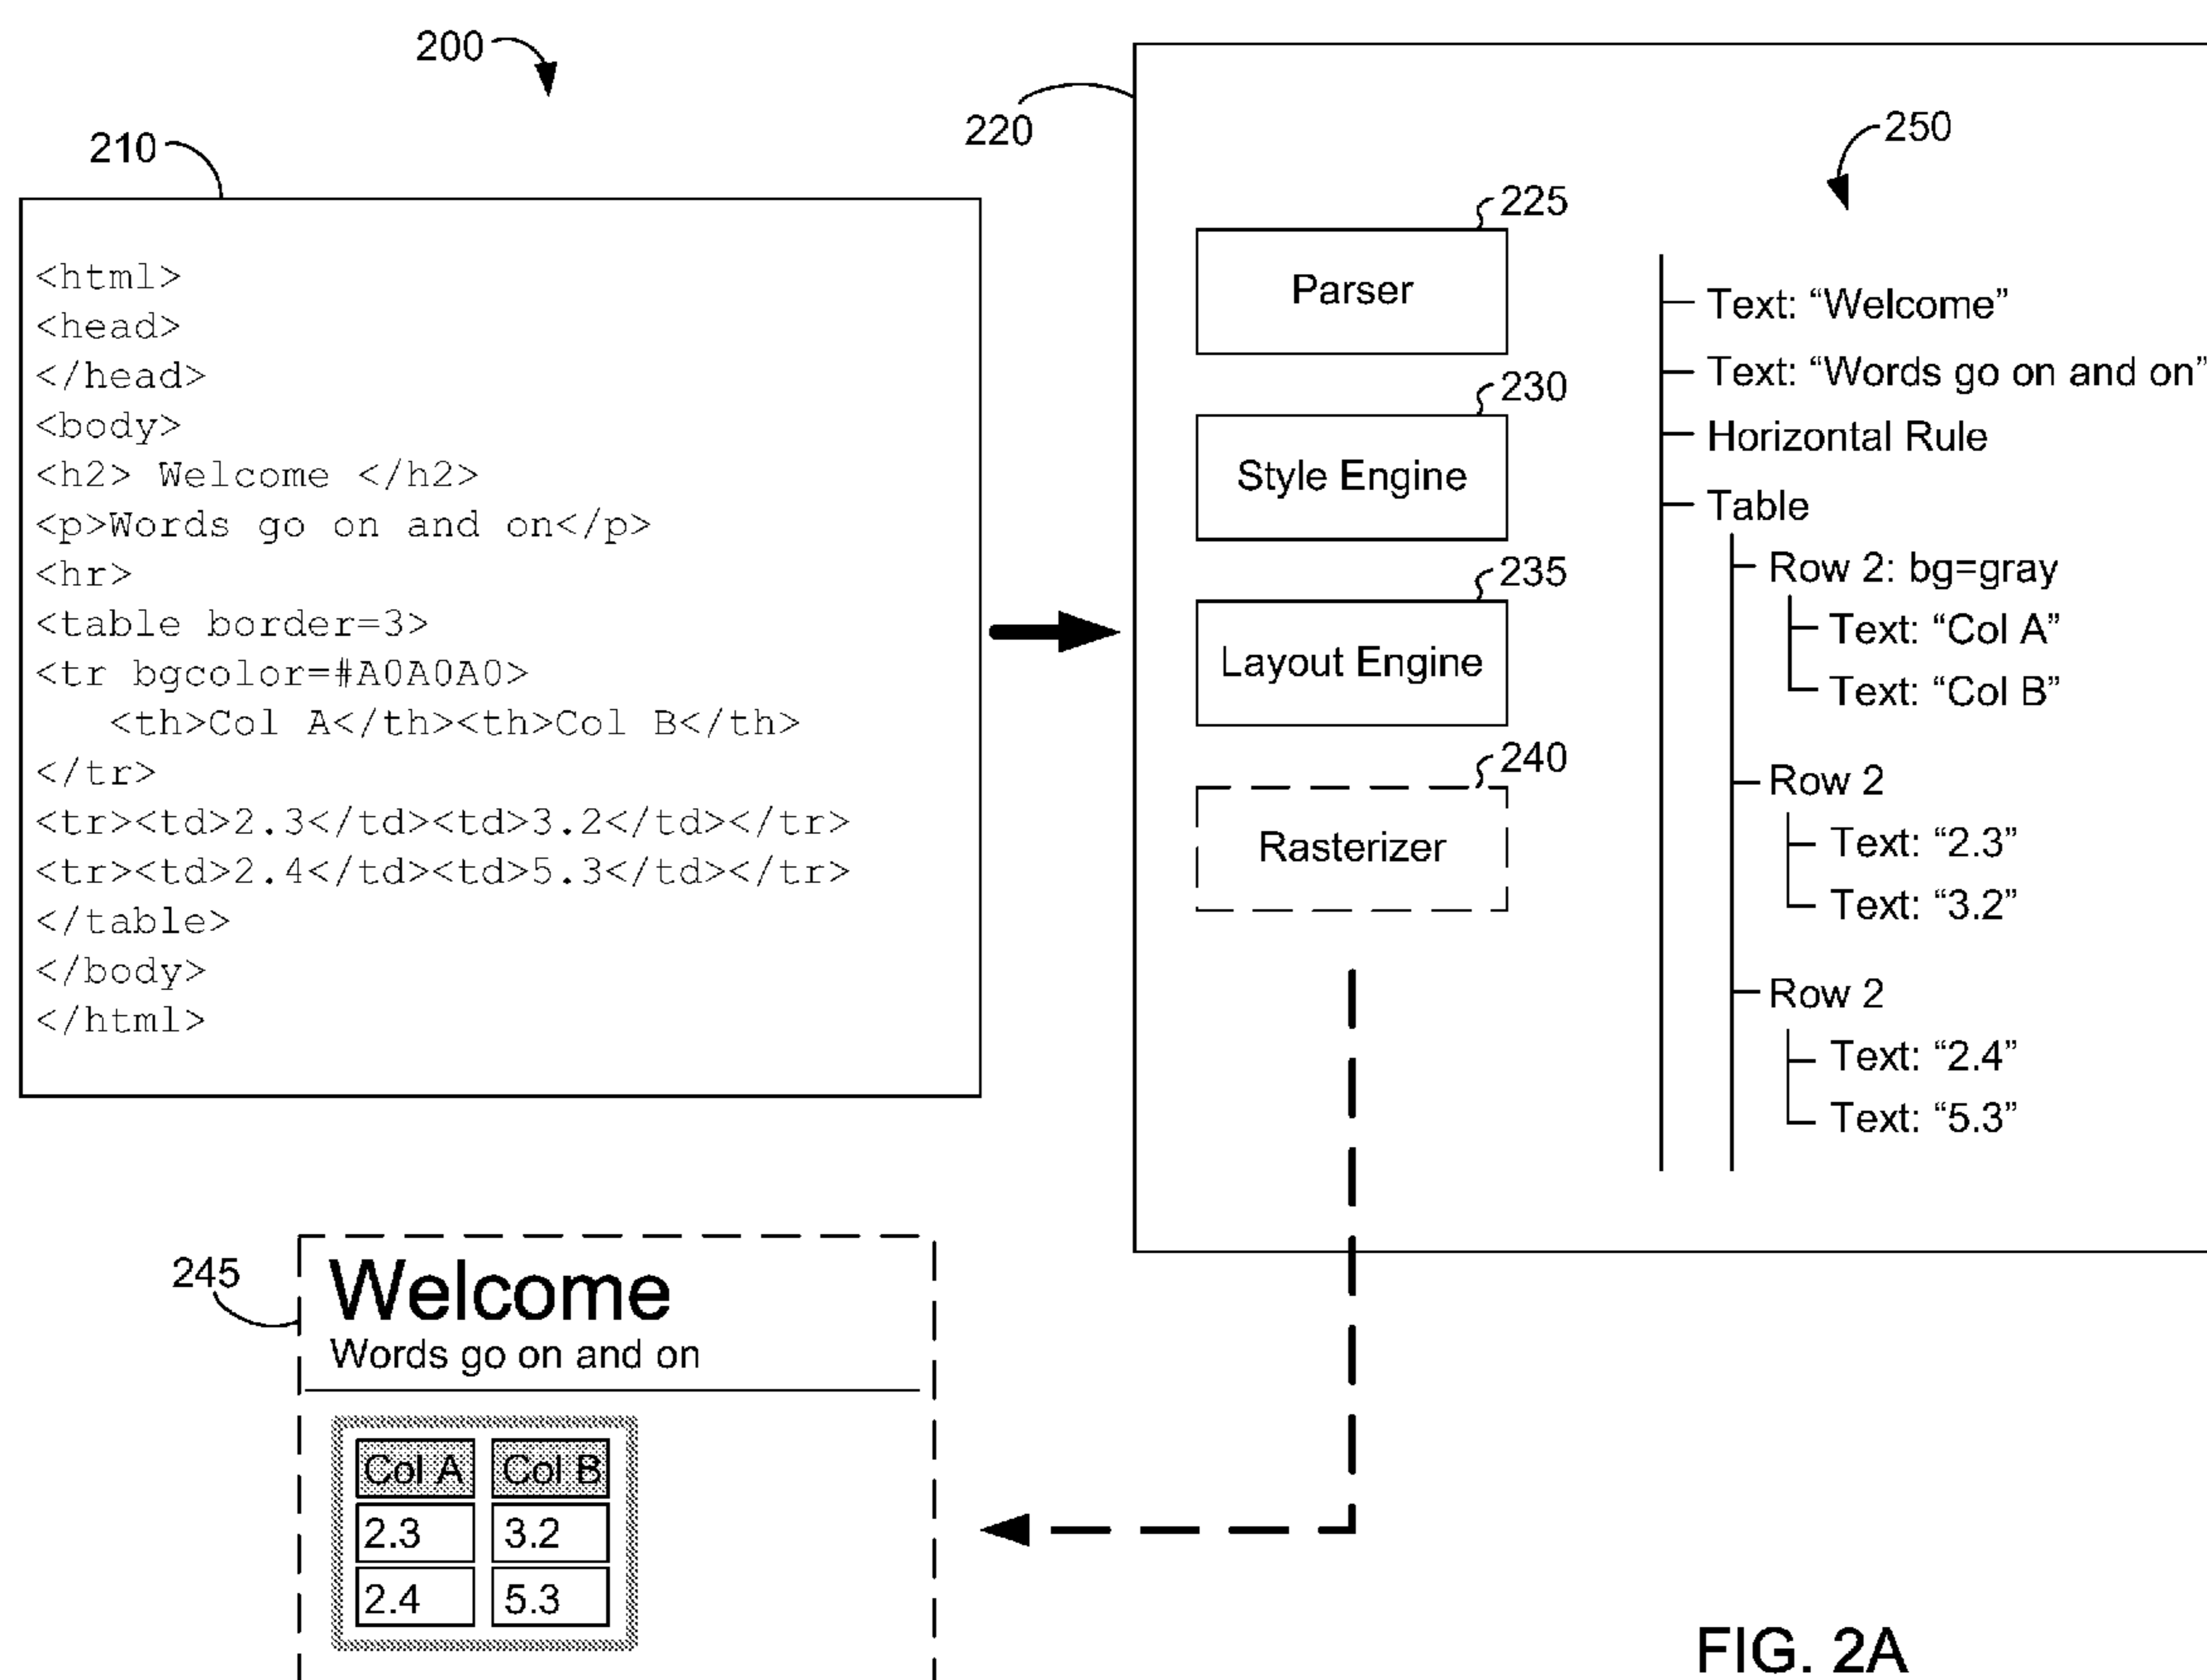 200
210
<html>
<head>
</head>
<body>
<h2> Welcome </h2>
<p>Words go on and on</p>
<hr>
<table border=3>
<tr bgcolor=#A0A0A0>
<th>Col A</th><th>Col B</th>
</tr>
<tr><td>2.3</td><td>3.2</td></tr>
<tr><td>2.4</td><td>5.3</td></tr>
</table>
</body>
</html>
220
225
Parser
230
Style Engine
235
Layout Engine
240
Rasterizer
250
Text: “Welcome”
Text: “Words go on and on”
Horizontal Rule
Table
Row 2: bg=gray
Text: “Col A”
Text: “Col B”
Row 2
Text: “2.3”
Text: “3.2”
Row 2
Text: “2.4”
Text: “5.3”
245
Welcome
Words go on and on
Col A Col B
2.3 3.2
2.4 5.3
FIG. 2A